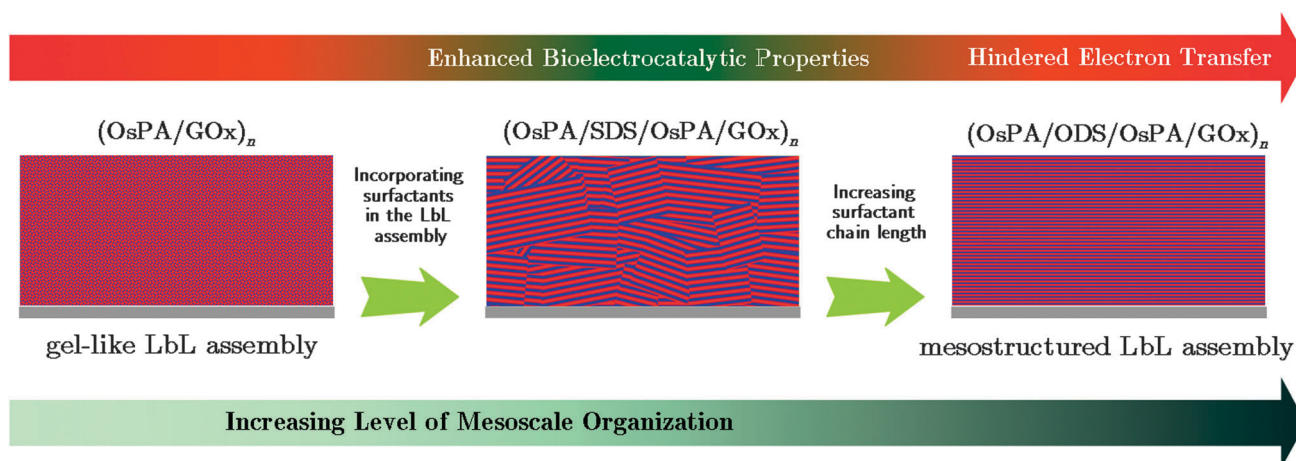 Enhanced Bioelectrocatalytic Properties
Hindered Electron Transfer
(OsPA/GOx)n
(OsPA/SDS/OsPA/GOx)n
(OsPA/ODS/OsPA/GOx)n
Incorporating
surfactants
in the LbL
assembly
Increasing
surfactant
chain length
gel-like LbL assembly
mesostructured LbL assembly
Increasing Level of Mesoscale Organization